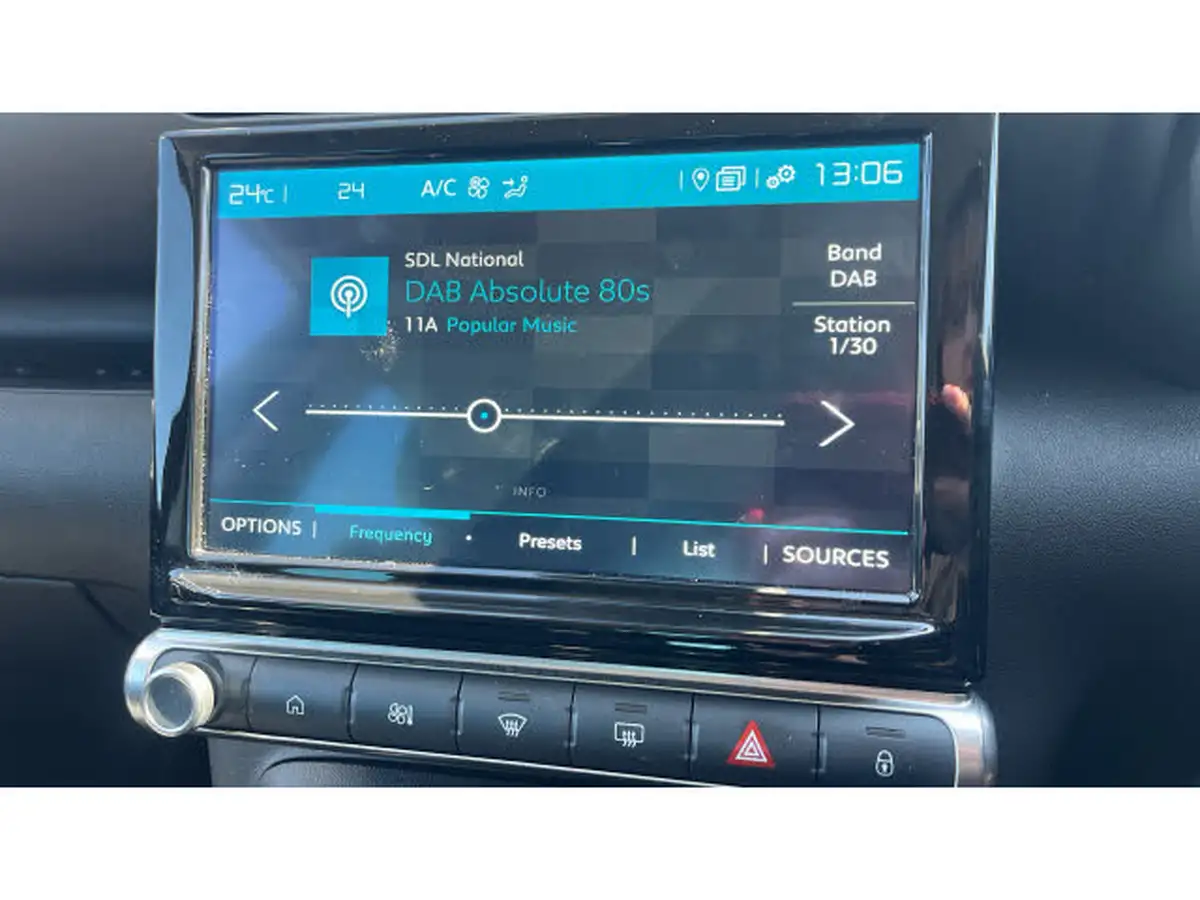 24°C | 24 A/C | | 13:06
SDL National
DAB Absolute 80s
11A Popular Music
Band
DAB
Station
1/30
INFO
OPTIONS | Frequency • Presets | List | SOURCES